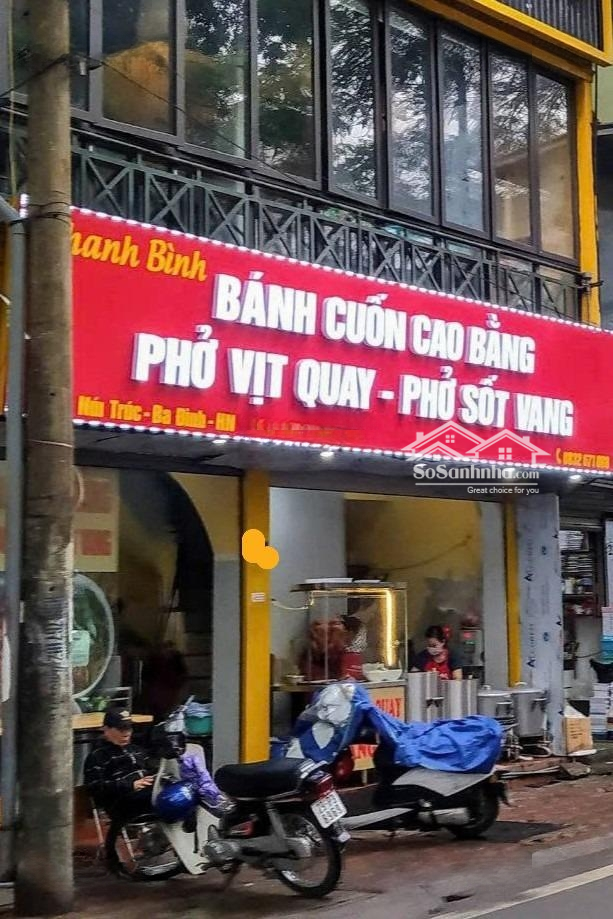 Thanh Bình
BÁNH CUỐN CAO BẰNG
PHỞ VỊT QUAY - PHỞ SỐT VANG
Núi Trúc - Ba Đình - HN
SoSanhnha.com
Great choice for you
QUAY